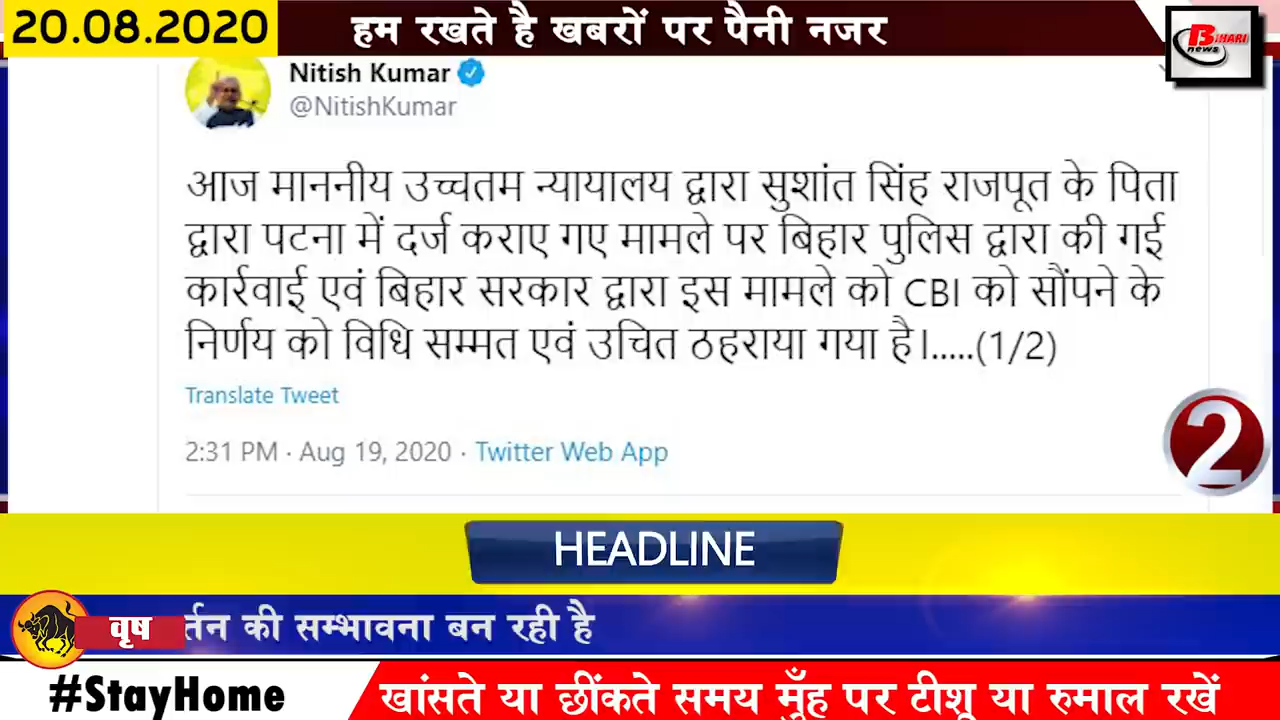 20.08.2020
हम रखते है खबरों पर पैनी नजर
BIHARI
news
Nitish Kumar
@NitishKumar
आज माननीय उच्चतम न्यायालय द्वारा सुशांत सिंह राजपूत के पिता
द्वारा पटना में दर्ज कराए गए मामले पर बिहार पुलिस द्वारा की गई
कार्रवाई एवं बिहार सरकार द्वारा इस मामले को CBI को सौंपने के
निर्णय को विधि सम्मत एवं उचित ठहराया गया है।.....(1/2)
Translate Tweet
2:31 PM · Aug 19, 2020 · Twitter Web App
2
HEADLINE
वृष
र्तन की सम्भावना बन रही है
#StayHome
खांसते या छींकते समय मुँह पर टीशू या रुमाल रखें